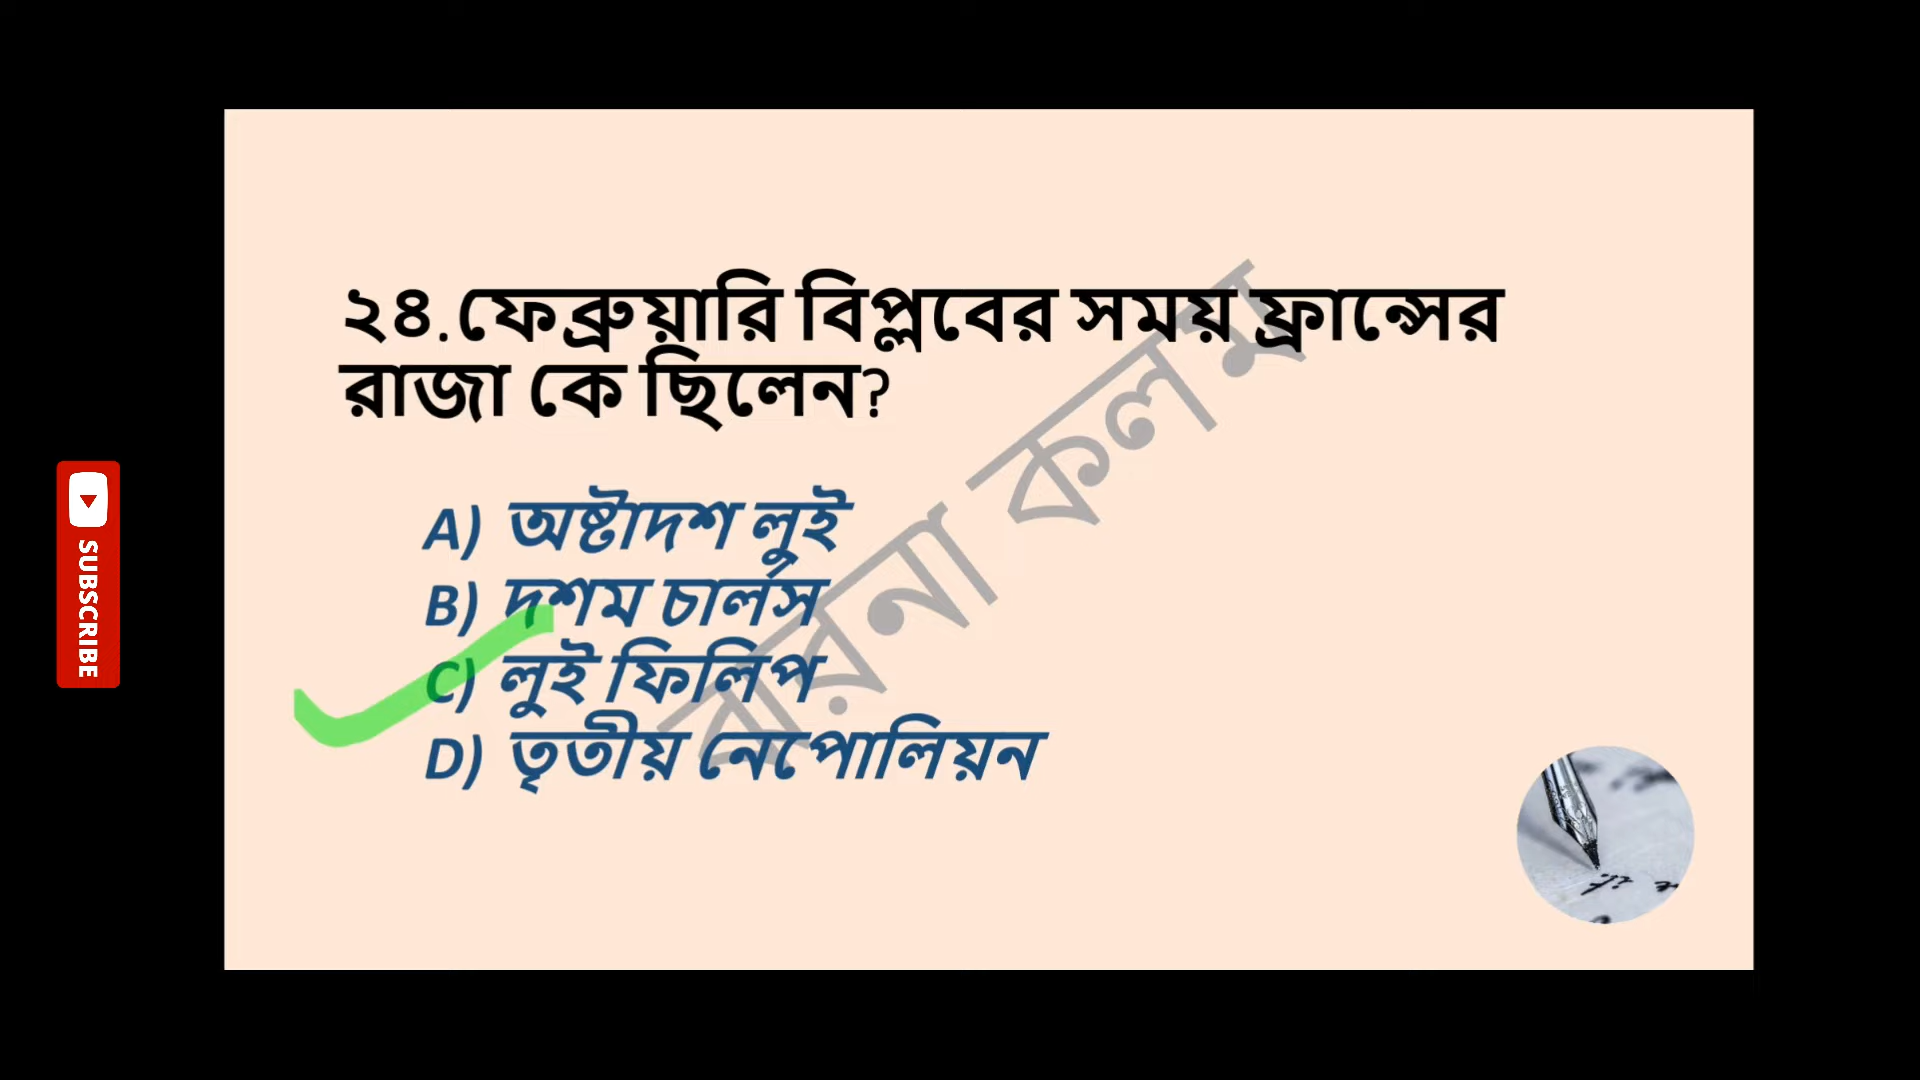 ২৪.ফেব্রুয়ারি বিপ্লবের সময় ফ্রান্সের
রাজা কে ছিলেন?
A) অষ্টাদশ লুই
B) দশম চার্লস
C) লুই ফিলিপ
D) তৃতীয় নেপোলিয়ন
SUBSCRIBE